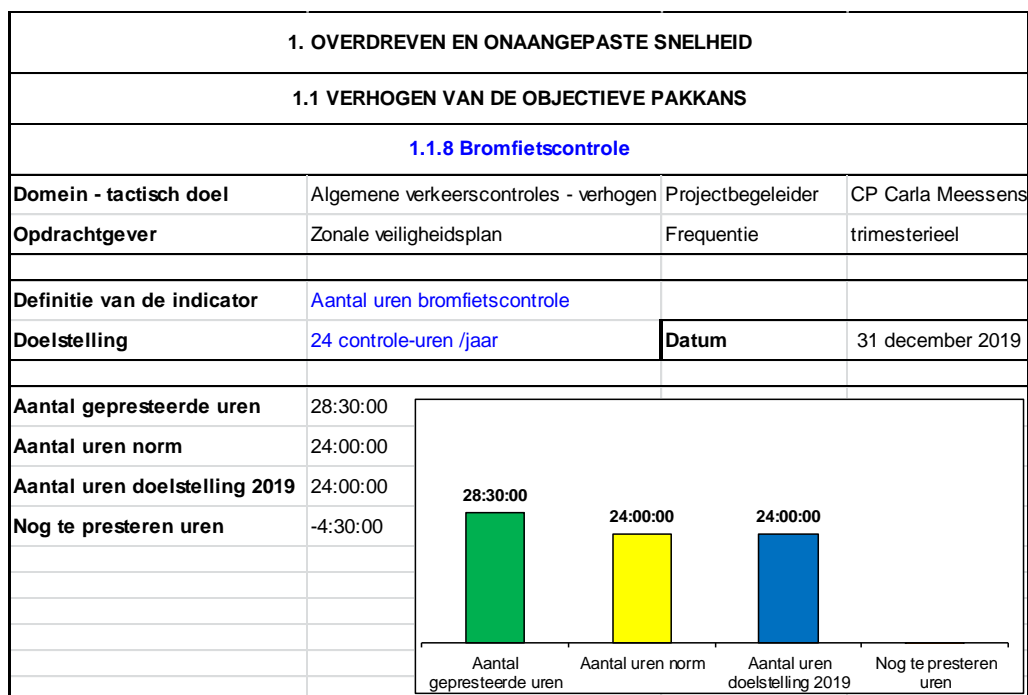 1. OVERDREVEN EN ONAANGEPASTE SNELHEID
1.1 VERHOGEN VAN DE OBJECTIEVE PAKKANS
1.1.8 Bromfietscontrole
Domein - tactisch doel Algemene verkeerscontroles - verhogen Projectbegeleider CP Carla Meessens
Opdrachtgever Zonale veiligheidsplan Frequentie trimesterieel
Definitie van de indicator Aantal uren bromfietscontrole
Doelstelling 24 controle-uren /jaar Datum 31 december 2019
Aantal gepresteerde uren 28:30:00
Aantal uren norm 24:00:00
Aantal uren doelstelling 2019 24:00:00
Nog te presteren uren -4:30:00
28:30:00
24:00:00 24:00:00
Aantal Aantal uren norm Aantal uren Nog te presteren
gepresteerde uren doelstelling 2019 uren